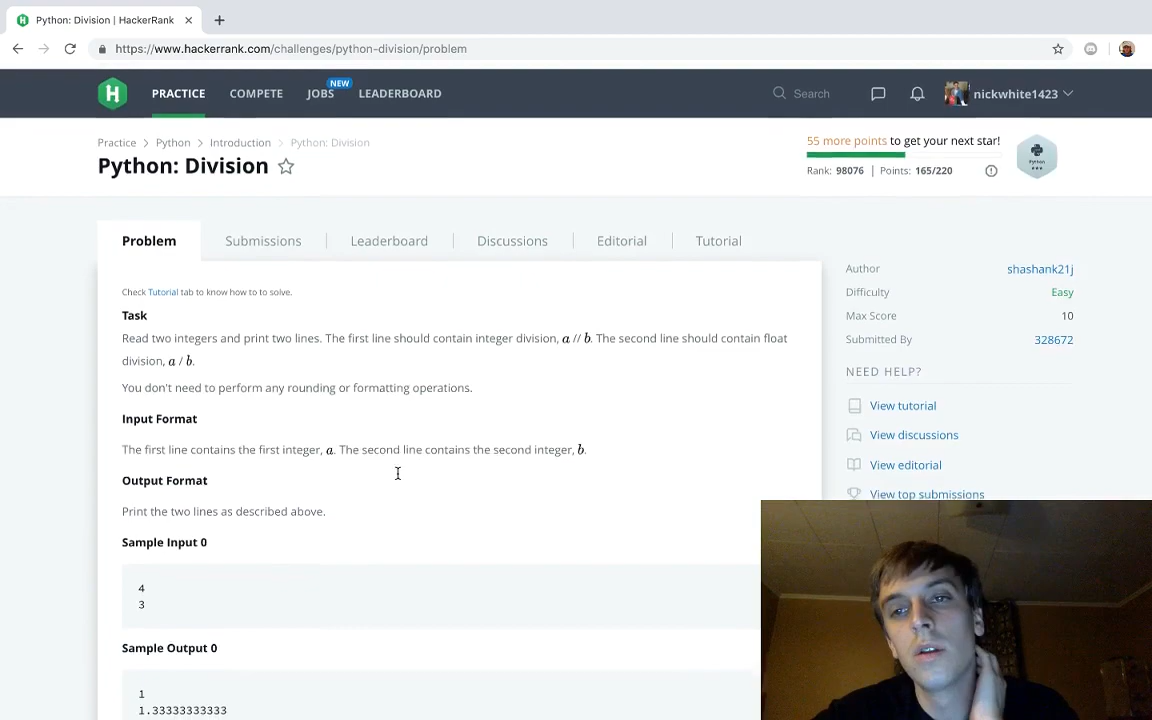 Python: Division | HackerRank
https://www.hackerrank.com/challenges/python-division/problem
H PRACTICE COMPETE JOBS NEW LEADERBOARD Search nickwhite1423
Practice > Python > Introduction > Python: Division
Python: Division
55 more points to get your next star!
Rank: 98076 | Points: 165/220
Python
Problem Submissions Leaderboard Discussions Editorial Tutorial
Check Tutorial tab to know how to to solve.
Task
Read two integers and print two lines. The first line should contain integer division, a // b. The second line should contain float
division, a / b.
You don't need to perform any rounding or formatting operations.
Input Format
The first line contains the first integer, a. The second line contains the second integer, b.
Output Format
Print the two lines as described above.
Sample Input 0
4
3
Sample Output 0
1
1.33333333333
Author shashank21j
Difficulty Easy
Max Score 10
Submitted By 328672
NEED HELP?
View tutorial
View discussions
View editorial
View top submissions